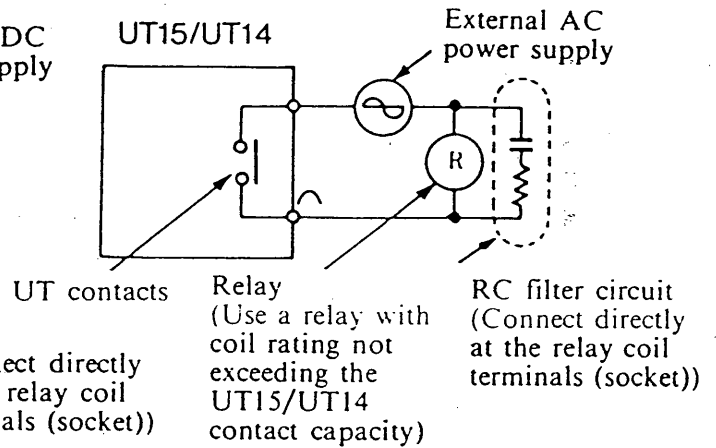 DC
pply
UT15/UT14
External AC
power supply
R
UT contacts
Relay
(Use a relay with
coil rating not
exceeding the
UT15/UT14
contact capacity)
RC filter circuit
(Connect directly
at the relay coil
terminals (socket))
ect directly
relay coil
als (socket))